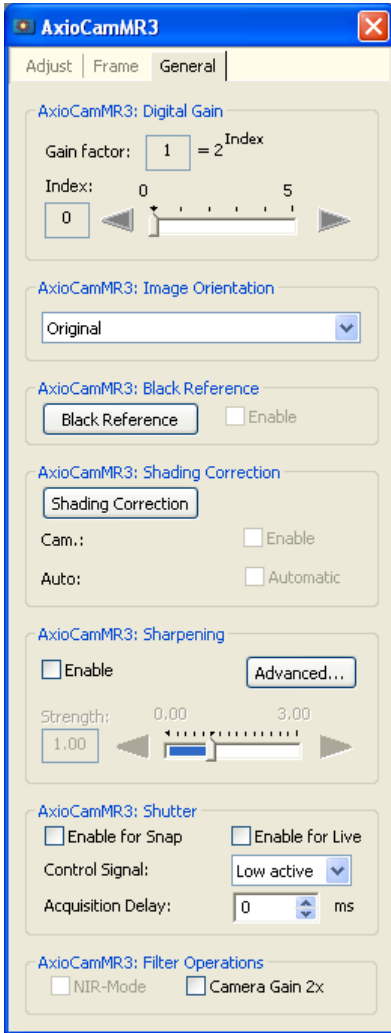 AxioCamMR3
Adjust Frame General
AxioCamMR3: Digital Gain
Gain factor: 1 = 2^Index
Index: 0 5
0
AxioCamMR3: Image Orientation
Original
AxioCamMR3: Black Reference
Black Reference Enable
AxioCamMR3: Shading Correction
Shading Correction
Cam.: Enable
Auto: Automatic
AxioCamMR3: Sharpening
Enable Advanced...
Strength: 0.00 3.00
1.00
AxioCamMR3: Shutter
Enable for Snap Enable for Live
Control Signal: Low active
Acquisition Delay: 0 ms
AxioCamMR3: Filter Operations
NIR-Mode Camera Gain 2x